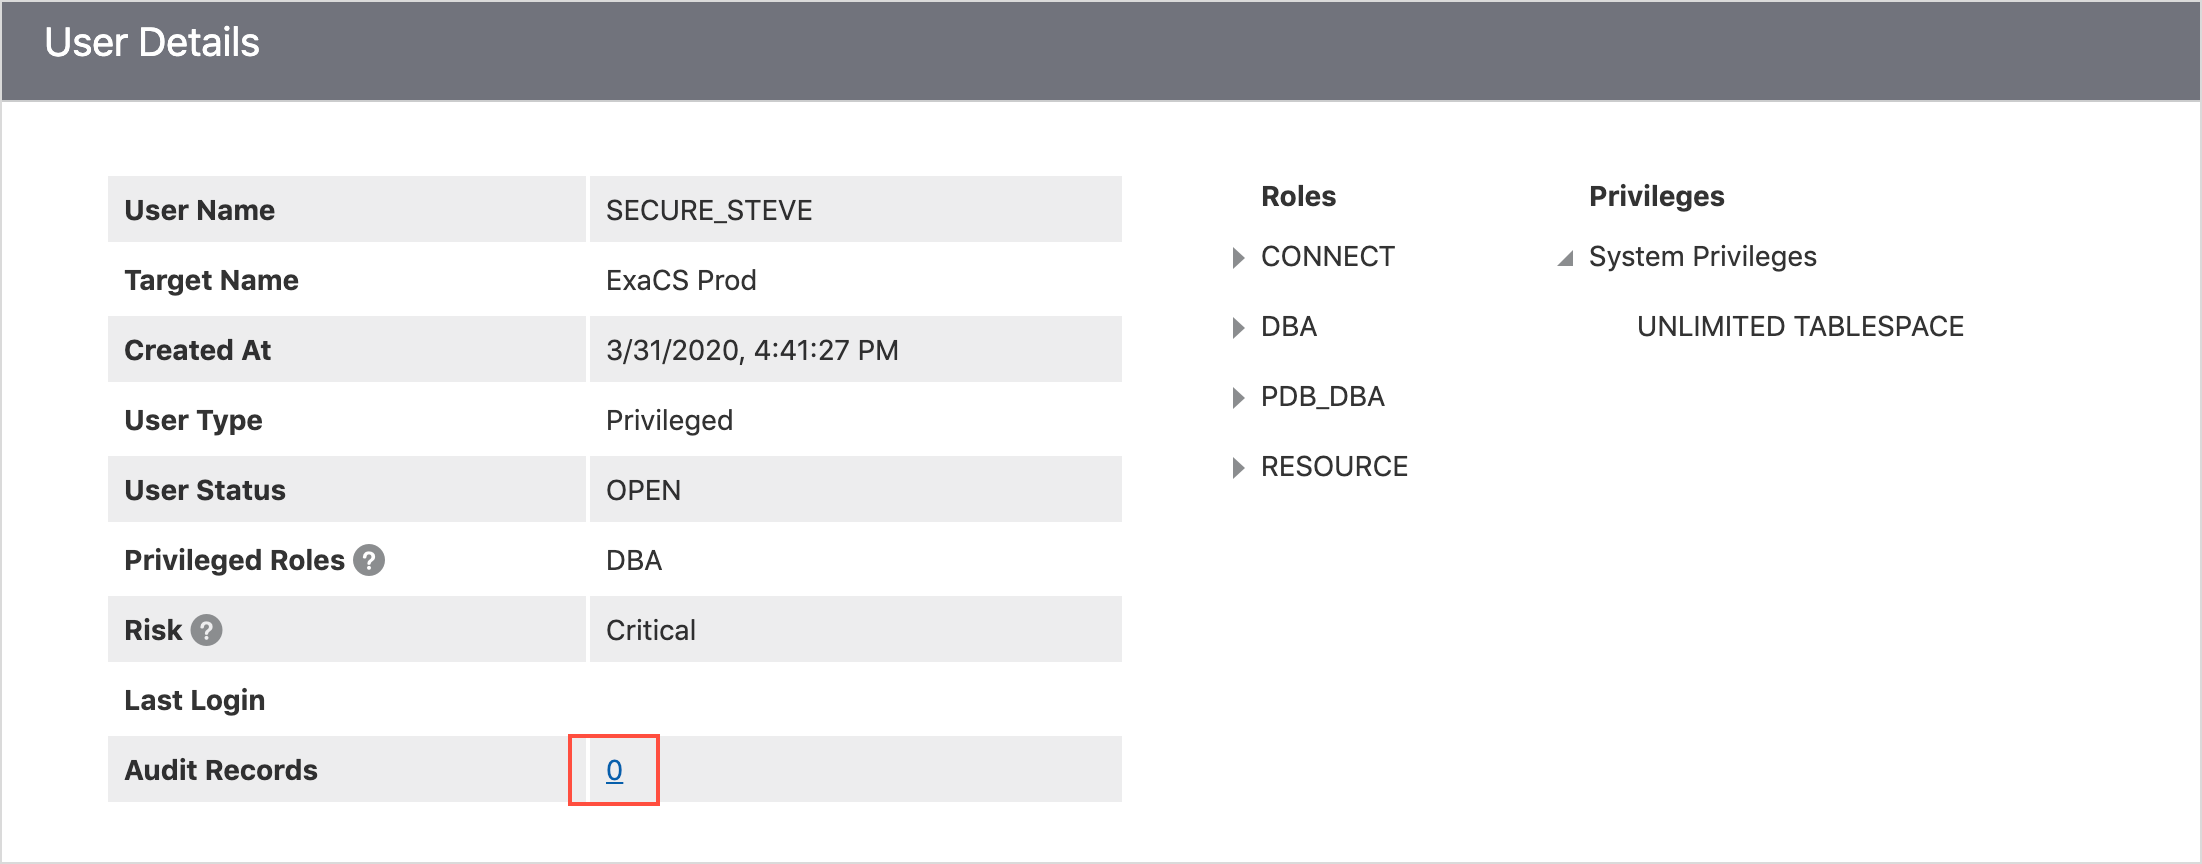 User Details
User Name SECURE_STEVE
Target Name ExaCS Prod
Created At 3/31/2020, 4:41:27 PM
User Type Privileged
User Status OPEN
Privileged Roles ? DBA
Risk ? Critical
Last Login
Audit Records 0
Roles Privileges
CONNECT System Privileges
DBA UNLIMITED TABLESPACE
PDB_DBA
RESOURCE